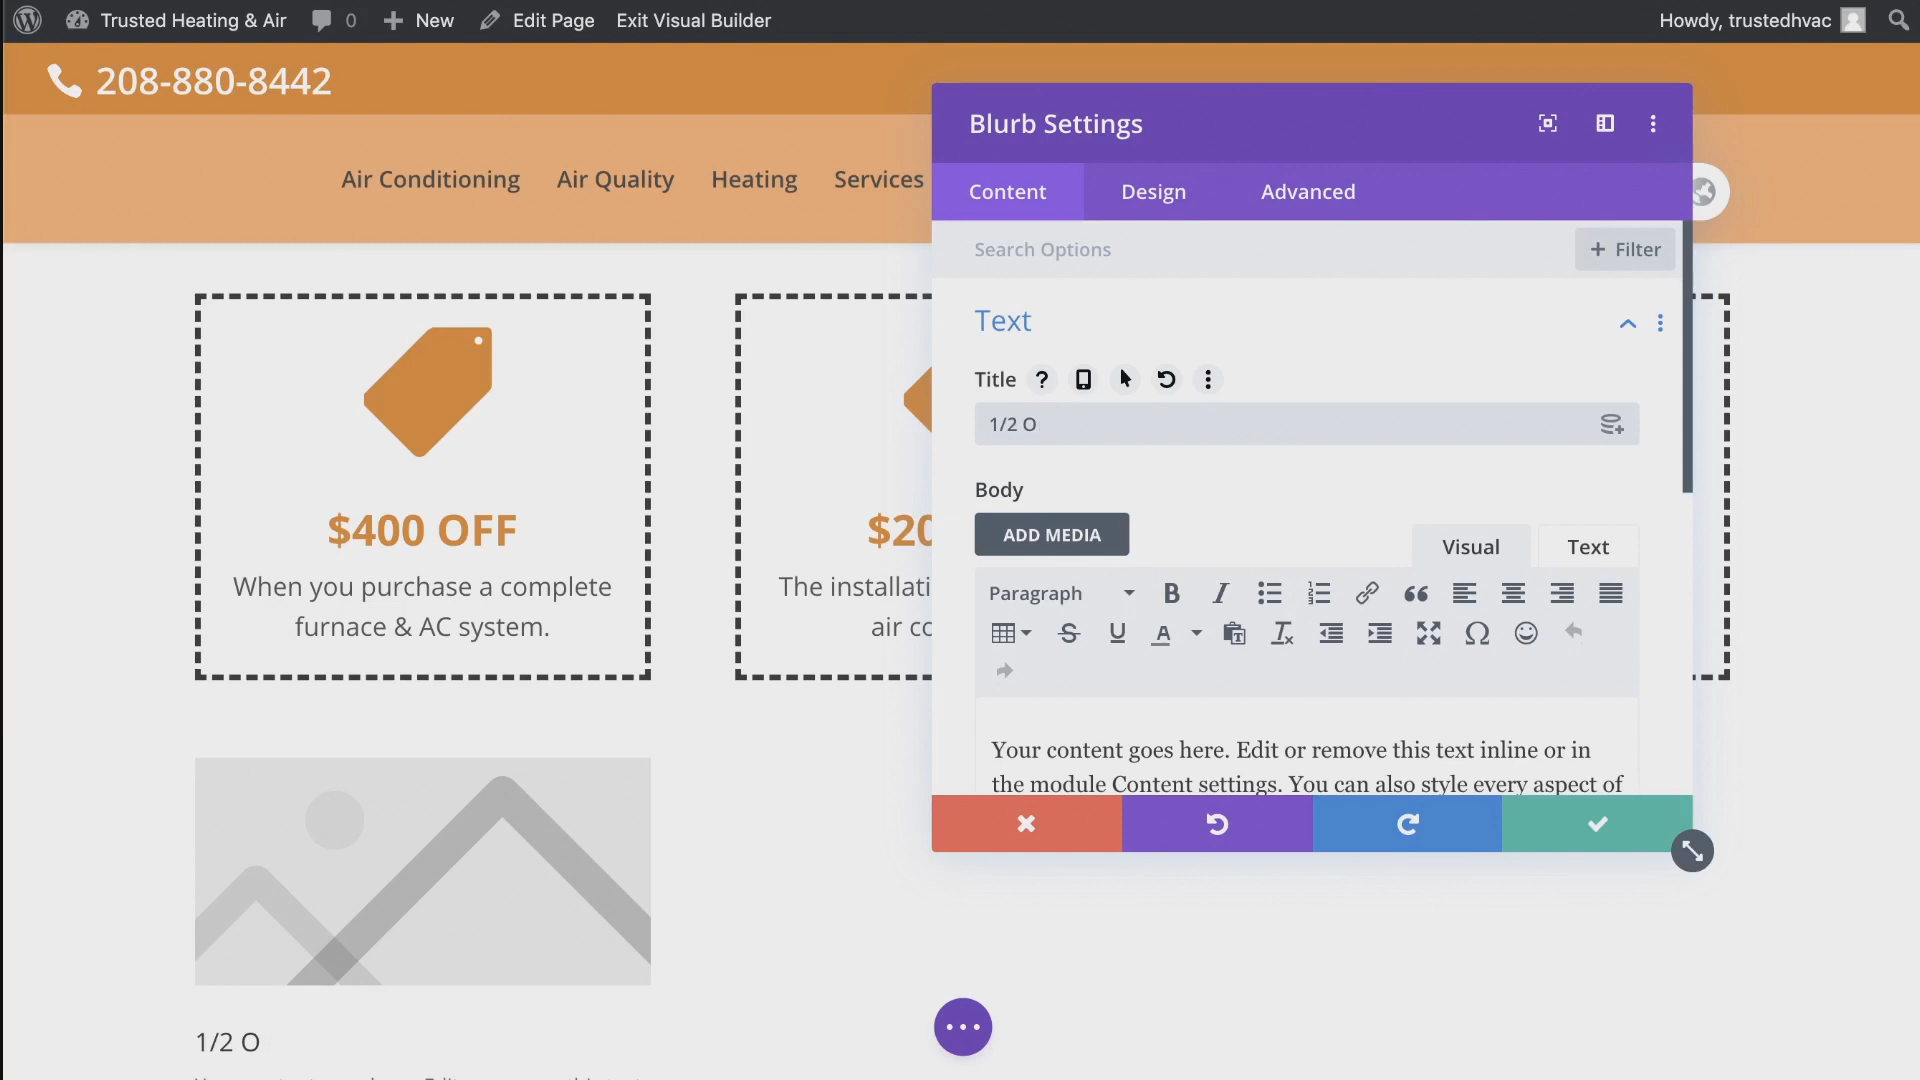 Trusted Heating & Air
0
New
Edit Page
Exit Visual Builder
Howdy, trustedhvac
208-880-8442
Air Conditioning
Air Quality
Heating
Services
$400 OFF
When you purchase a complete
furnace & AC system.
$20
The installati
air co
1/2 O
Blurb Settings
Content
Design
Advanced
Search Options
+ Filter
Text
Title
?
1/2 O
Body
ADD MEDIA
Visual
Text
Paragraph
Your content goes here. Edit or remove this text inline or in
the module Content settings. You can also style every aspect of